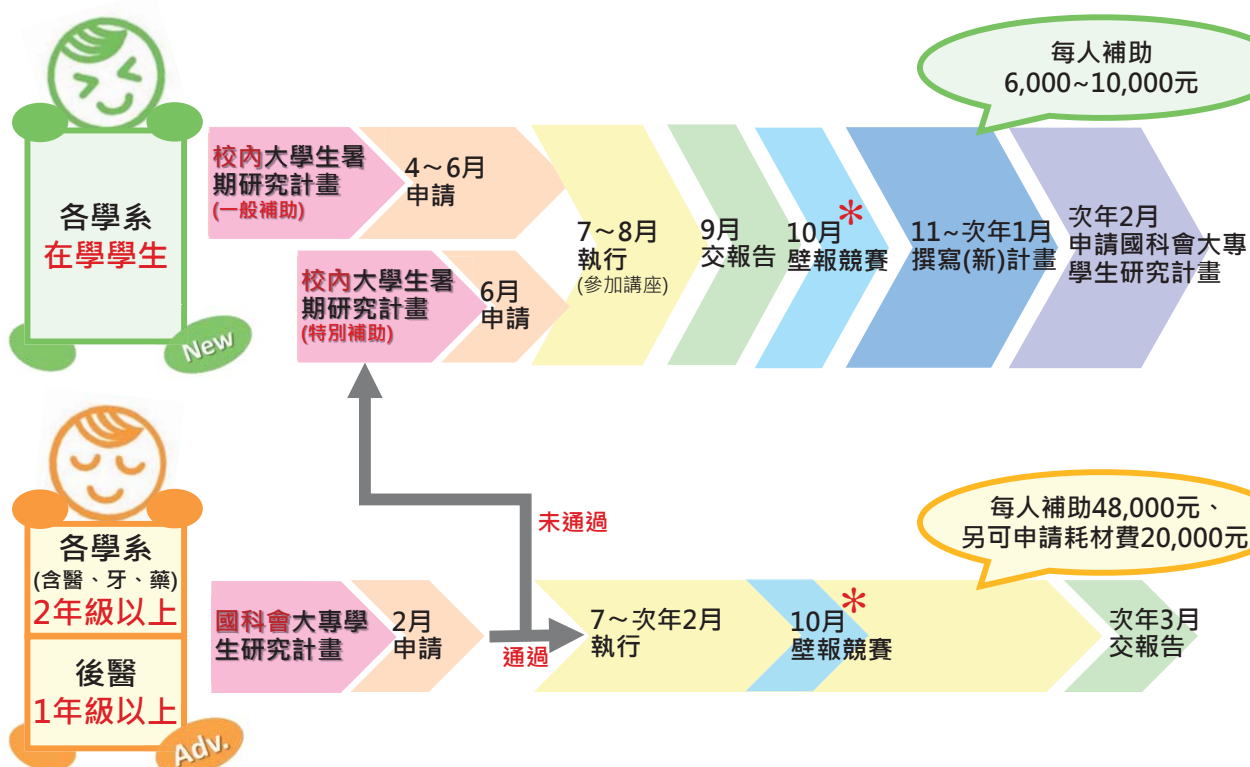 每人補助
6,000~10,000元
各學系
在學學生
New
校內大學生暑
期研究計畫
(一般補助)
4～6月
申請
校內大學生暑
期研究計畫
(特別補助)
6月
申請
7～8月
執行
(參加講座)
9月
交報告
10月*
壁報競賽
11~次年1月
撰寫(新)計畫
次年2月
申請國科會大專
學生研究計畫
未通過
每人補助48,000元、
另可申請耗材費20,000元
各學系
(含醫、牙、藥)
2年級以上
後醫
1年級以上
Adv.
國科會大專學
生研究計畫
2月
申請
通過
7～次年2月
執行
10月*
壁報競賽
次年3月
交報告